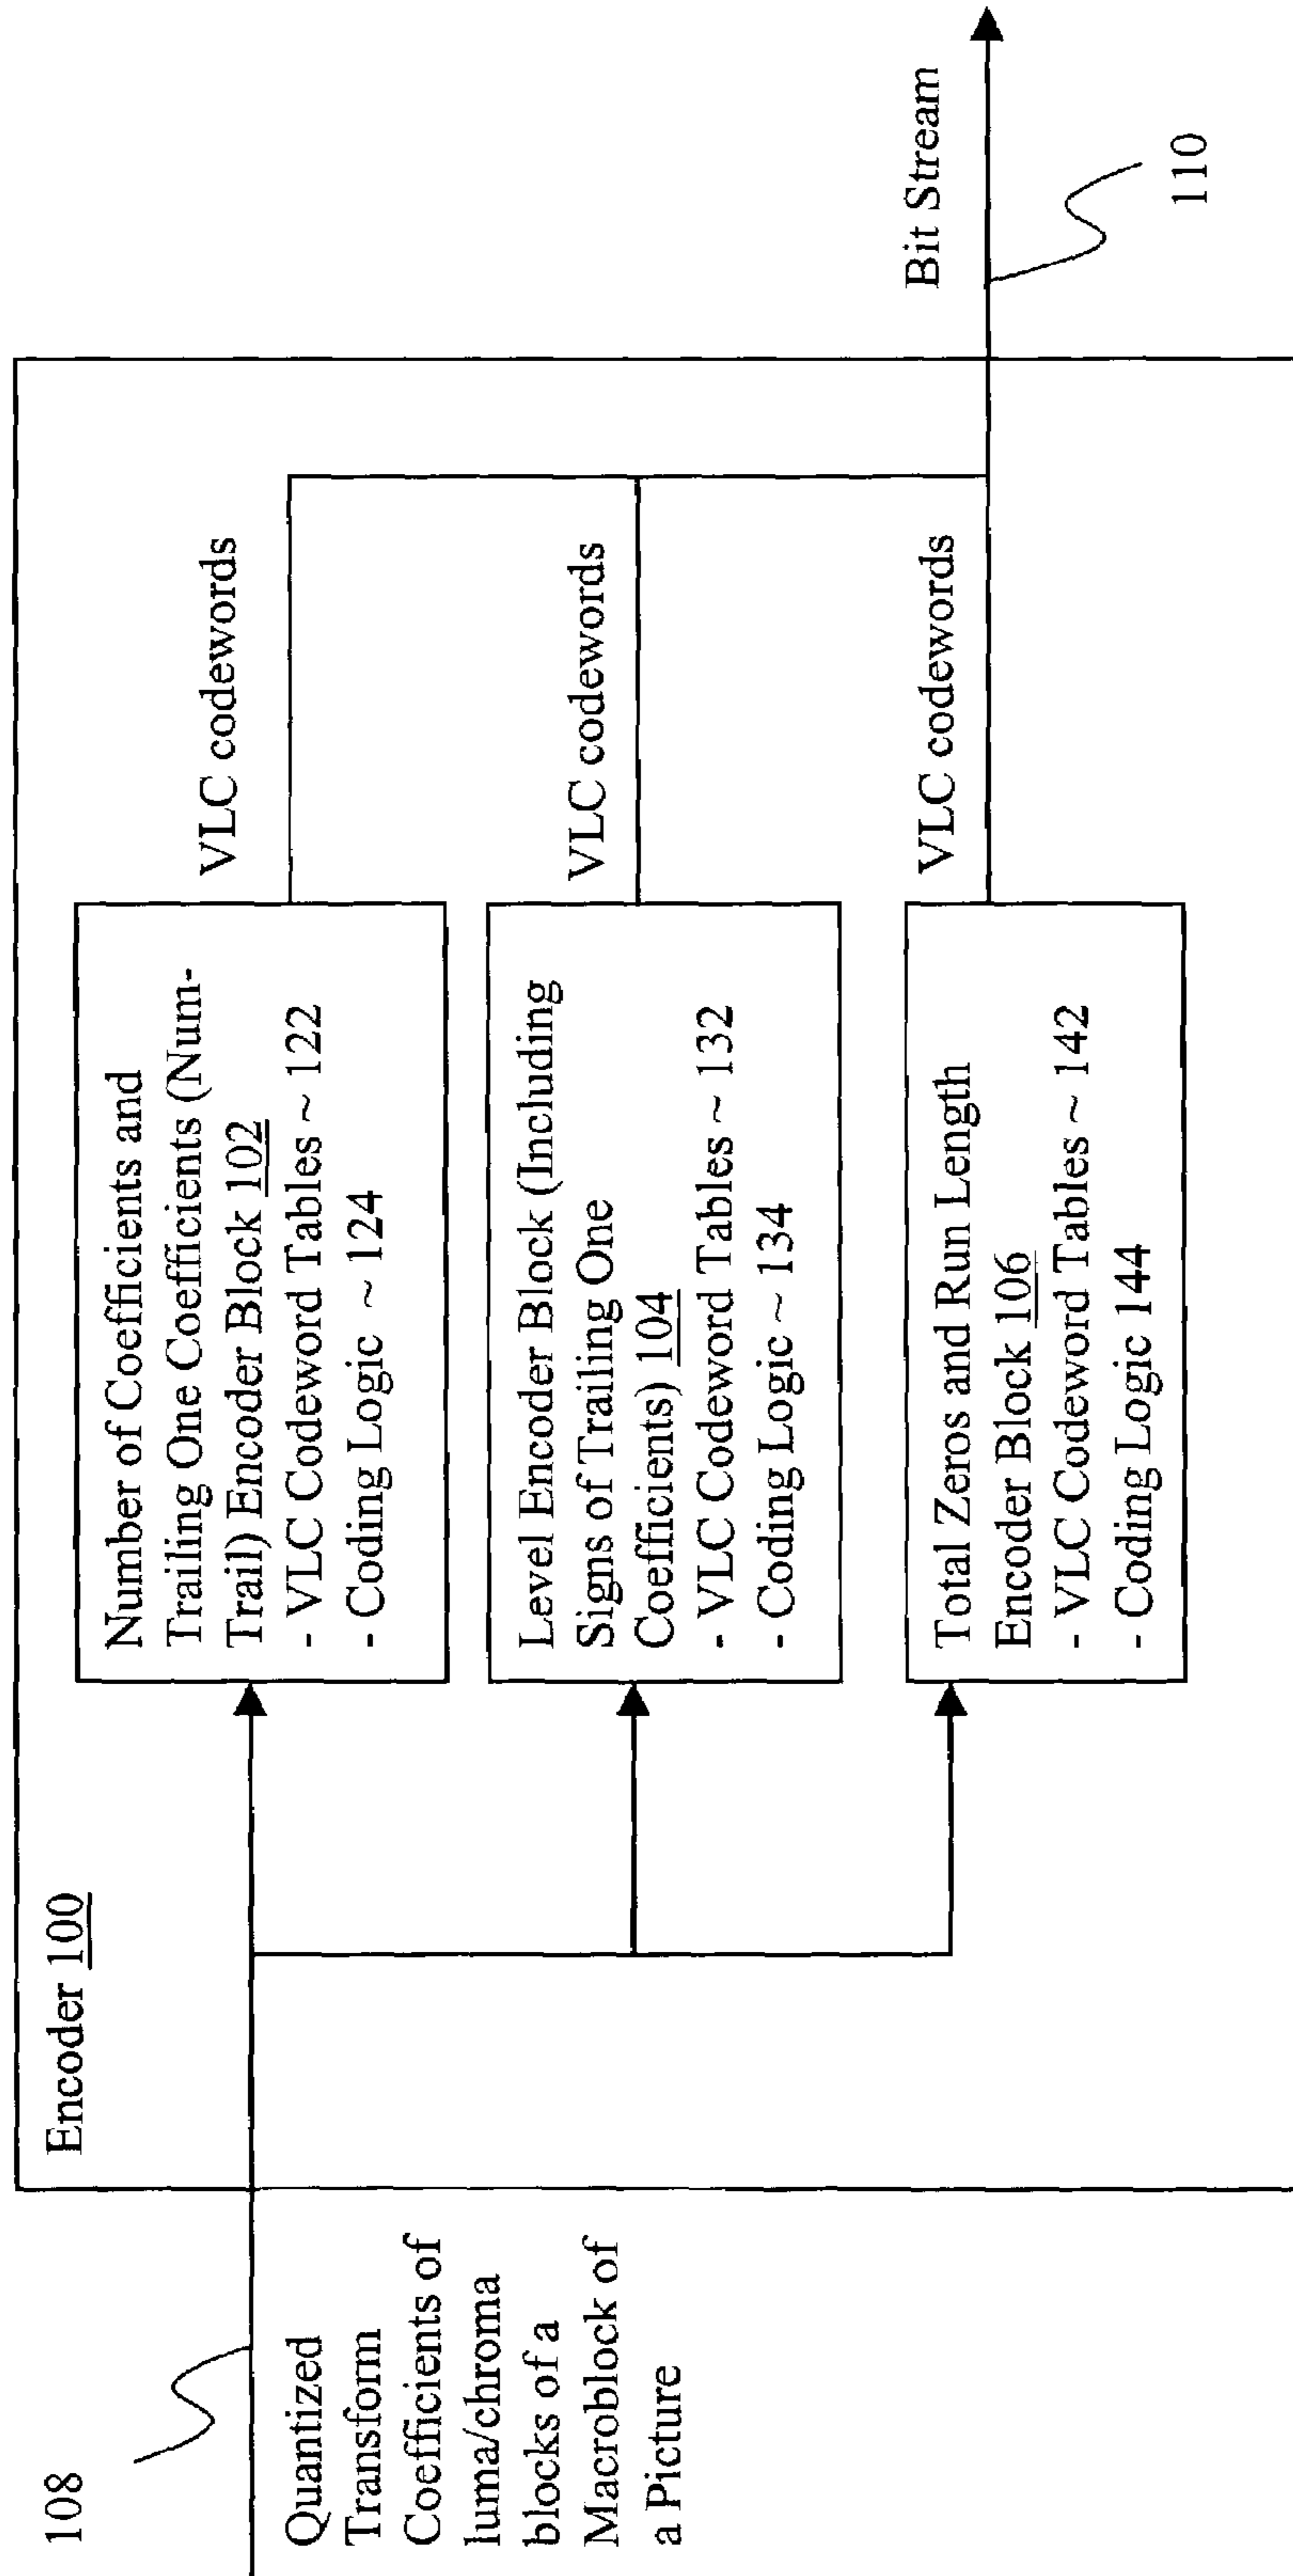 Encoder 100
108
Quantized
Transform
Coefficients of
luma/chroma
blocks of a
Macroblock of
a Picture
Number of Coefficients and
Trailing One Coefficients (Num-
Trail) Encoder Block 102
- VLC Codeword Tables ~ 122
- Coding Logic ~ 124
VLC codewords
Level Encoder Block (Including
Signs of Trailing One
Coefficients) 104
- VLC Codeword Tables ~ 132
- Coding Logic ~ 134
VLC codewords
Total Zeros and Run Length
Encoder Block 106
- VLC Codeword Tables ~ 142
- Coding Logic 144
VLC codewords
Bit Stream
110